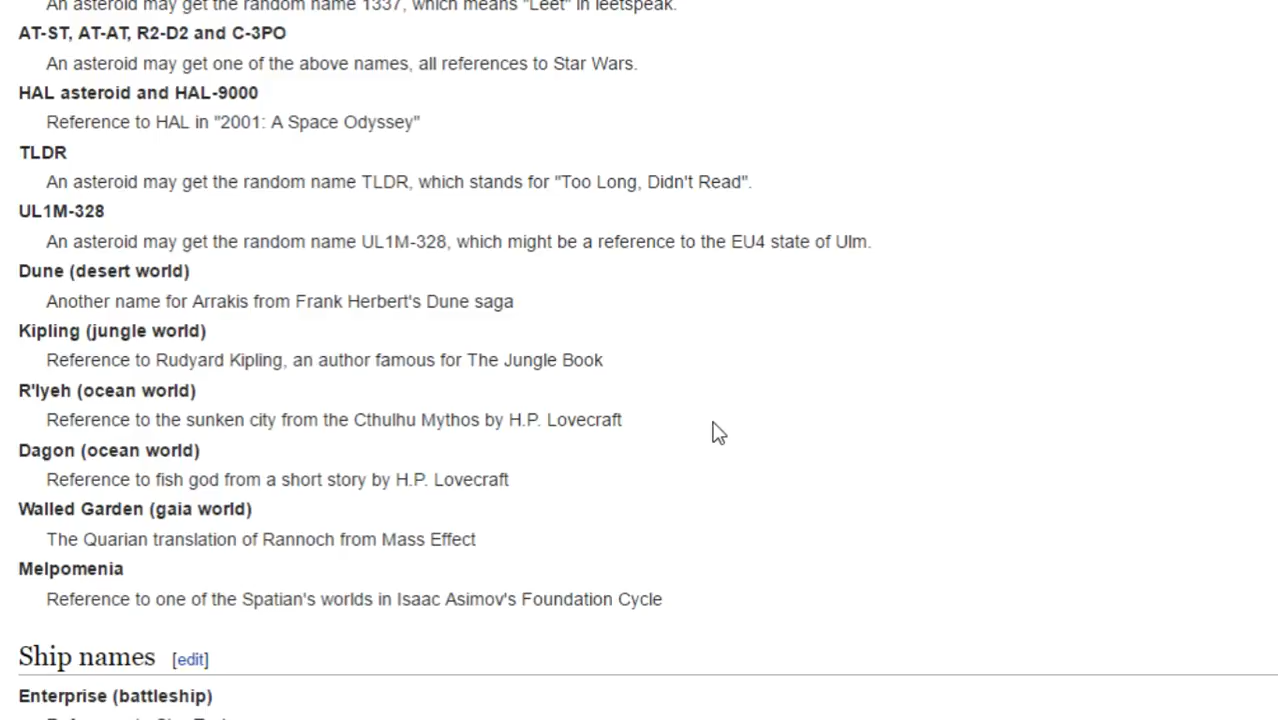 An asteroid may get the random name 1337, which means "Leet" in leetspeak.
AT-ST, AT-AT, R2-D2 and C-3PO
An asteroid may get one of the above names, all references to Star Wars.
HAL asteroid and HAL-9000
Reference to HAL in "2001: A Space Odyssey"
TLDR
An asteroid may get the random name TLDR, which stands for "Too Long, Didn't Read".
UL1M-328
An asteroid may get the random name UL1M-328, which might be a reference to the EU4 state of Ulm.
Dune (desert world)
Another name for Arrakis from Frank Herbert's Dune saga
Kipling (jungle world)
Reference to Rudyard Kipling, an author famous for The Jungle Book
R'lyeh (ocean world)
Reference to the sunken city from the Cthulhu Mythos by H.P. Lovecraft
Dagon (ocean world)
Reference to fish god from a short story by H.P. Lovecraft
Walled Garden (gaia world)
The Quarian translation of Rannoch from Mass Effect
Melpomenia
Reference to one of the Spatian's worlds in Isaac Asimov's Foundation Cycle
Ship names [edit]
Enterprise (battleship)